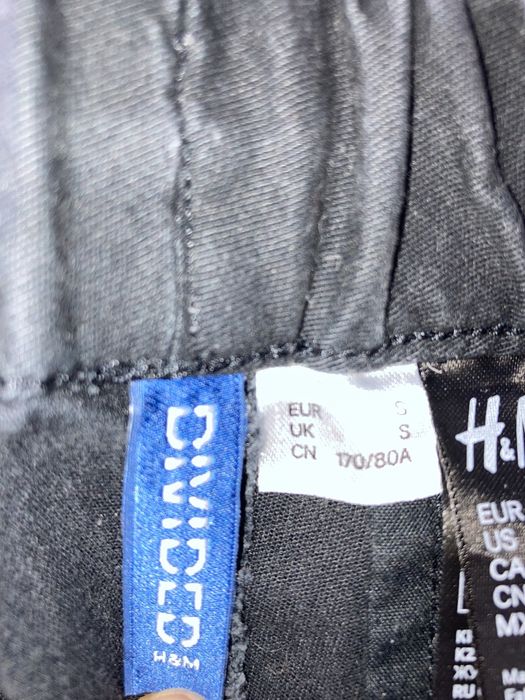 DIVIDED
H&M
EUR S
UK S
CN 170/80A
H&M
EUR
US
CA
CN
MX